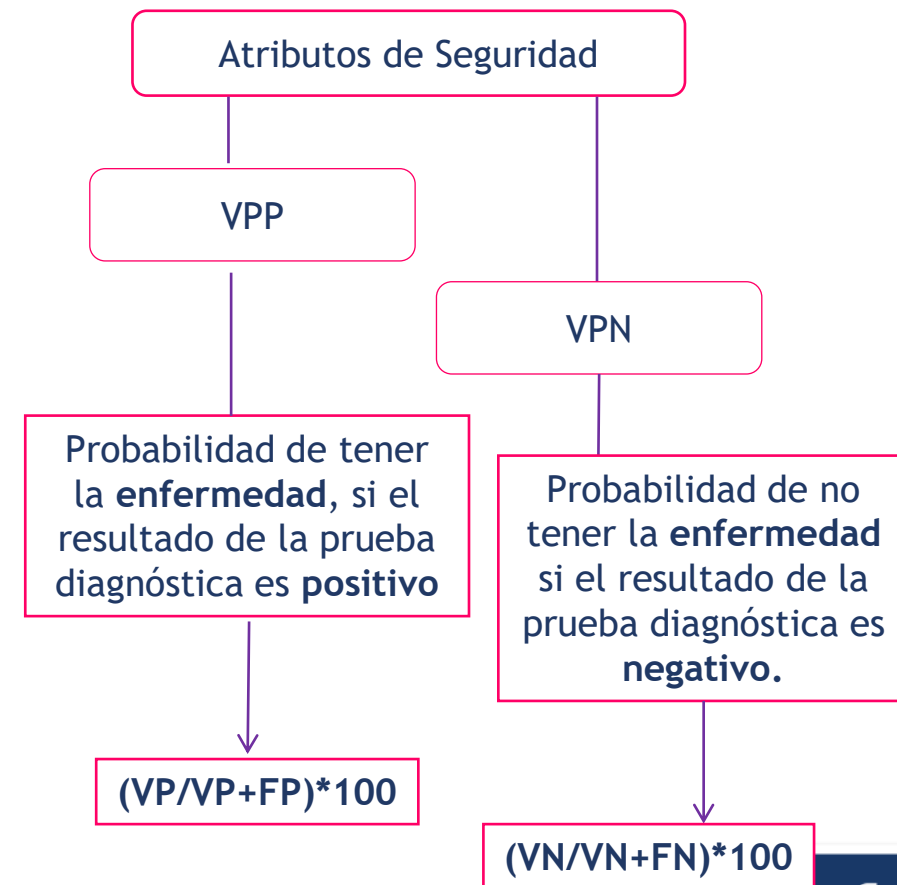 Atributos de Seguridad
VPP
VPN
Probabilidad de tener
la enfermedad, si el
resultado de la prueba
diagnóstica es positivo
Probabilidad de no
tener la enfermedad
si el resultado de la
prueba diagnóstica es
negativo.
(VP/VP+FP)*100
(VN/VN+FN)*100